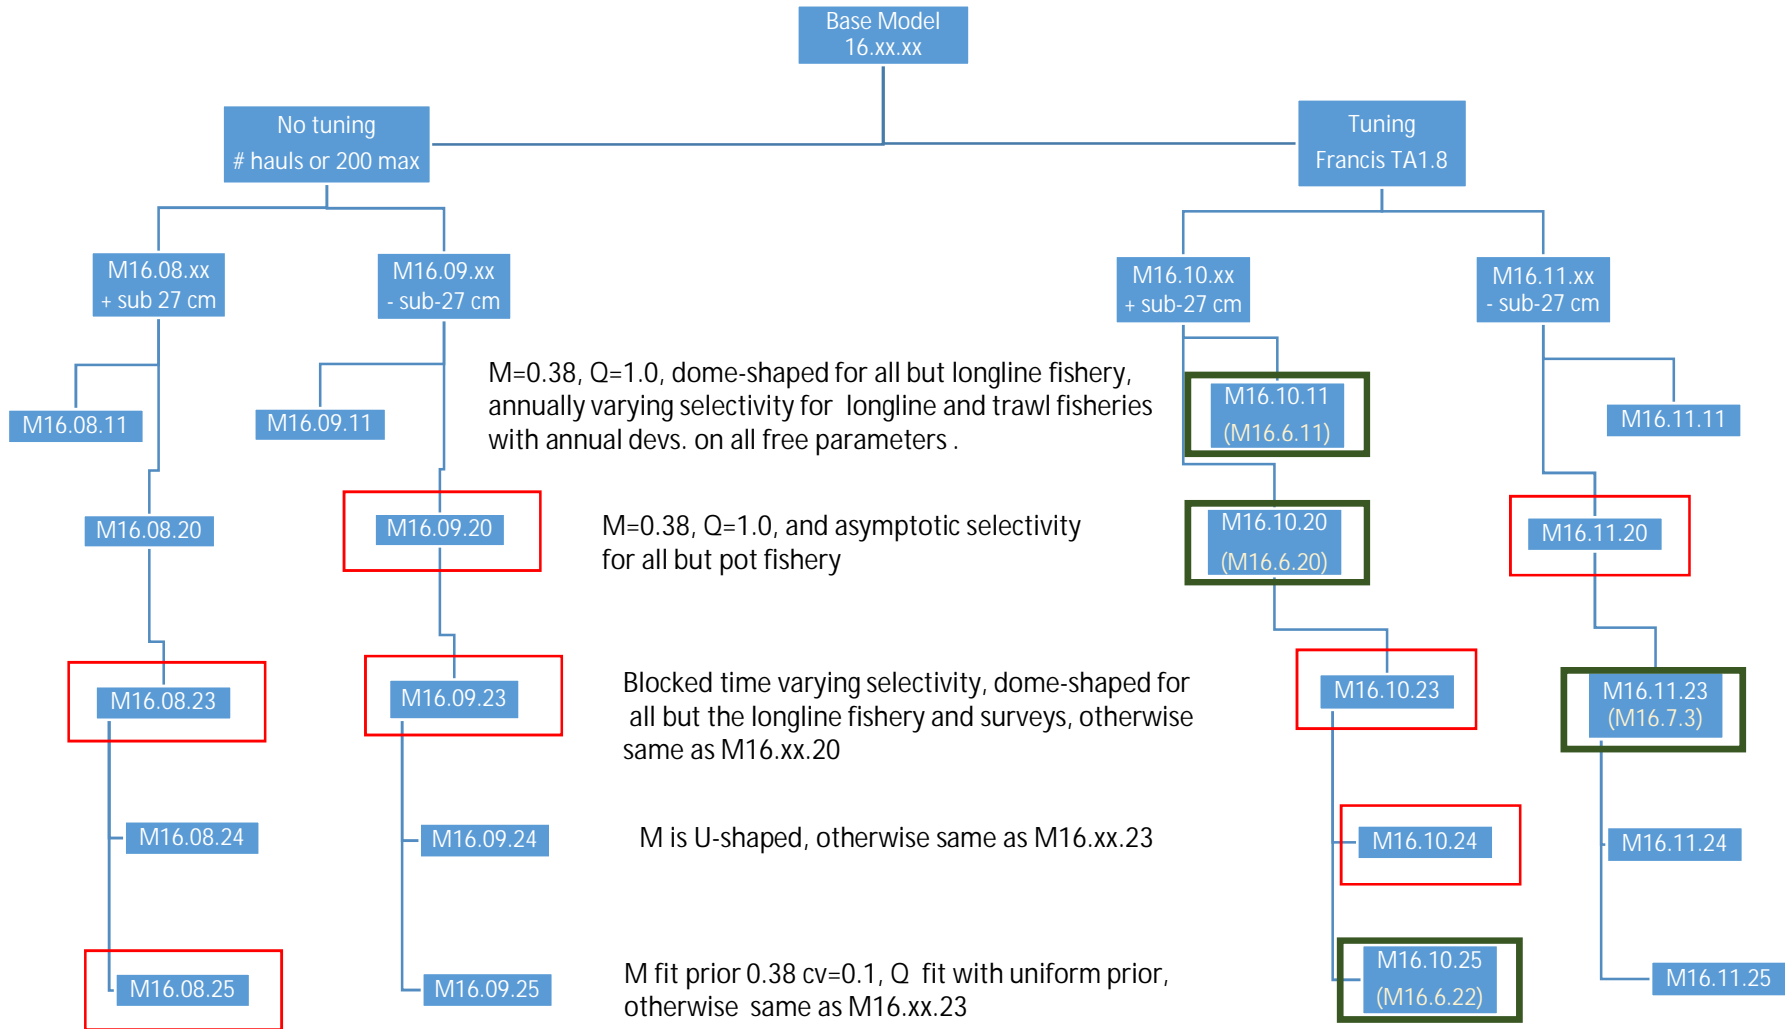 Base Model
16.xx.xx
No tuning
# hauls or 200 max
Tuning
Francis TA1.8
M16.08.xx
+ sub 27 cm
M16.09.xx
- sub-27 cm
M16.10.xx
+ sub-27 cm
M16.11.xx
- sub-27 cm
M16.08.11
M16.09.11
M=0.38, Q=1.0, dome-shaped for all but longline fishery,
annually varying selectivity for longline and trawl fisheries
with annual devs. on all free parameters .
M16.10.11
(M16.6.11)
M16.11.11
M16.08.20
M16.09.20
M=0.38, Q=1.0, and asymptotic selectivity
for all but pot fishery
M16.10.20
(M16.6.20)
M16.11.20
M16.08.23
M16.09.23
Blocked time varying selectivity, dome-shaped for
all but the longline fishery and surveys, otherwise
same as M16.xx.20
M16.10.23
M16.11.23
(M16.7.3)
M16.08.24
M16.09.24
M is U-shaped, otherwise same as M16.xx.23
M16.10.24
M16.11.24
M16.08.25
M16.09.25
M fit prior 0.38 cv=0.1, Q fit with uniform prior,
otherwise same as M16.xx.23
M16.10.25
(M16.6.22)
M16.11.25